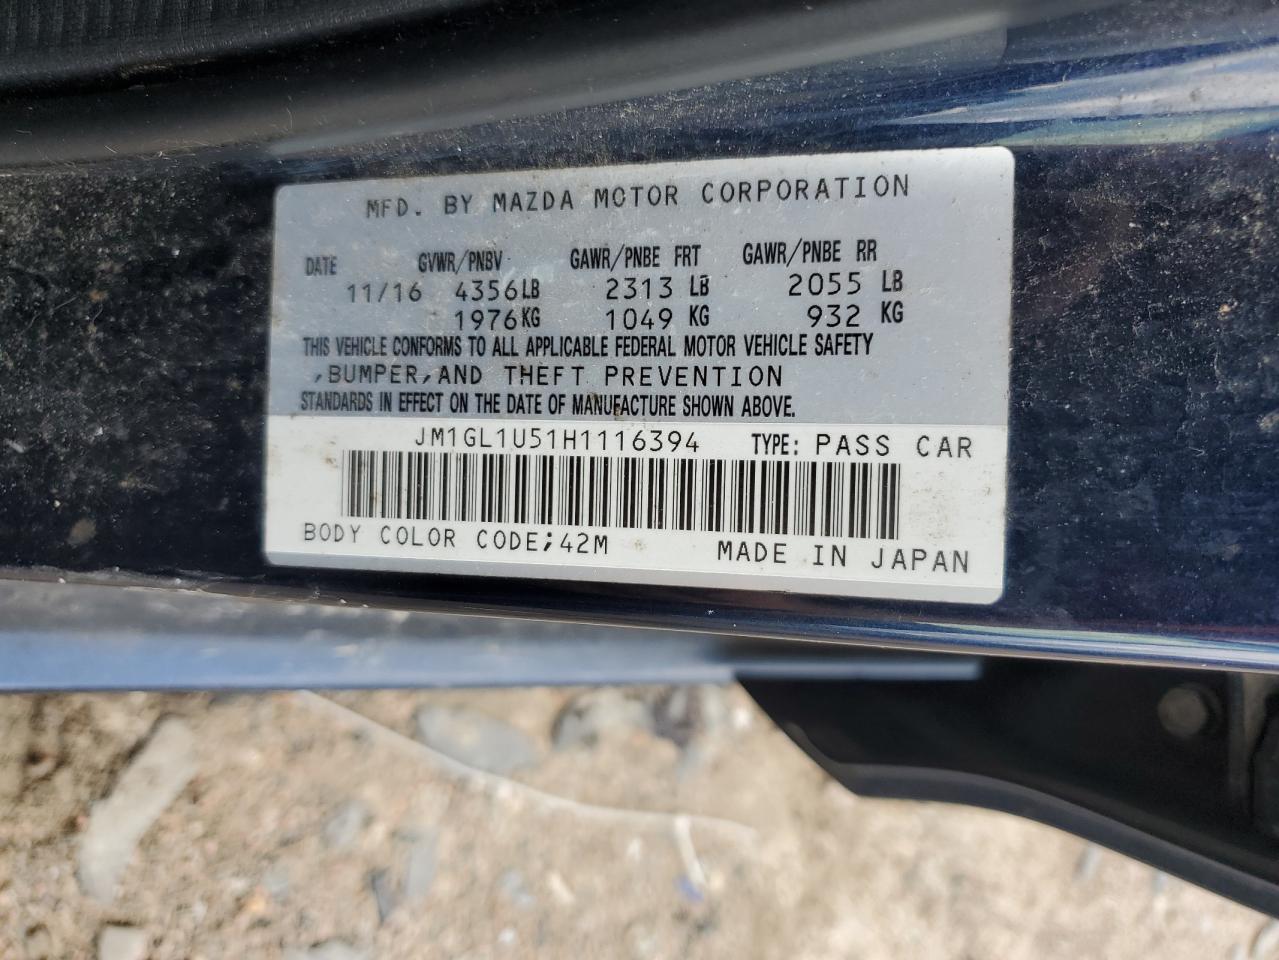 MFD. BY MAZDA MOTOR CORPORATION
DATE GVWR/PNBV GAWR/PNBE FRT GAWR/PNBE RR
11/16 4356LB 2313 LB 2055 LB
1976KG 1049 KG 932 KG
THIS VEHICLE CONFORMS TO ALL APPLICABLE FEDERAL MOTOR VEHICLE SAFETY
,BUMPER,AND THEFT PREVENTION
STANDARDS IN EFFECT ON THE DATE OF MANUFACTURE SHOWN ABOVE.
JM1GL1U51H1116394 TYPE: PASS CAR
BODY COLOR CODE;42M MADE IN JAPAN